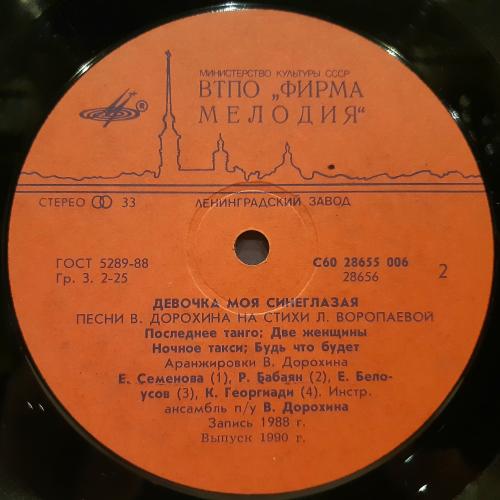 МИНИСТЕРСТВО КУЛЬТУРЫ СССР
ВТПО „ФИРМА
МЕЛОДИЯ“
®
СТЕРЕО 33
ЛЕНИНГРАДСКИЙ ЗАВОД
ГОСТ 5289-88
Гр. 3. 2-25
С60 28655 006
28656
2
ДЕВОЧКА МОЯ СИНЕГЛАЗАЯ
ПЕСНИ В. ДОРОХИНА НА СТИХИ Л. ВОРОПАЕВОЙ
Последнее танго; Две женщины
Ночное такси; Будь что будет
Аранжировки В. Дорохина
Е. Семенова (1), Р. Бабаян (2), Е. Бело-
усов (3), К. Георгиади (4). Инстр.
ансамбль п/у В. Дорохина
Запись 1988 г.
Выпуск 1990 г.